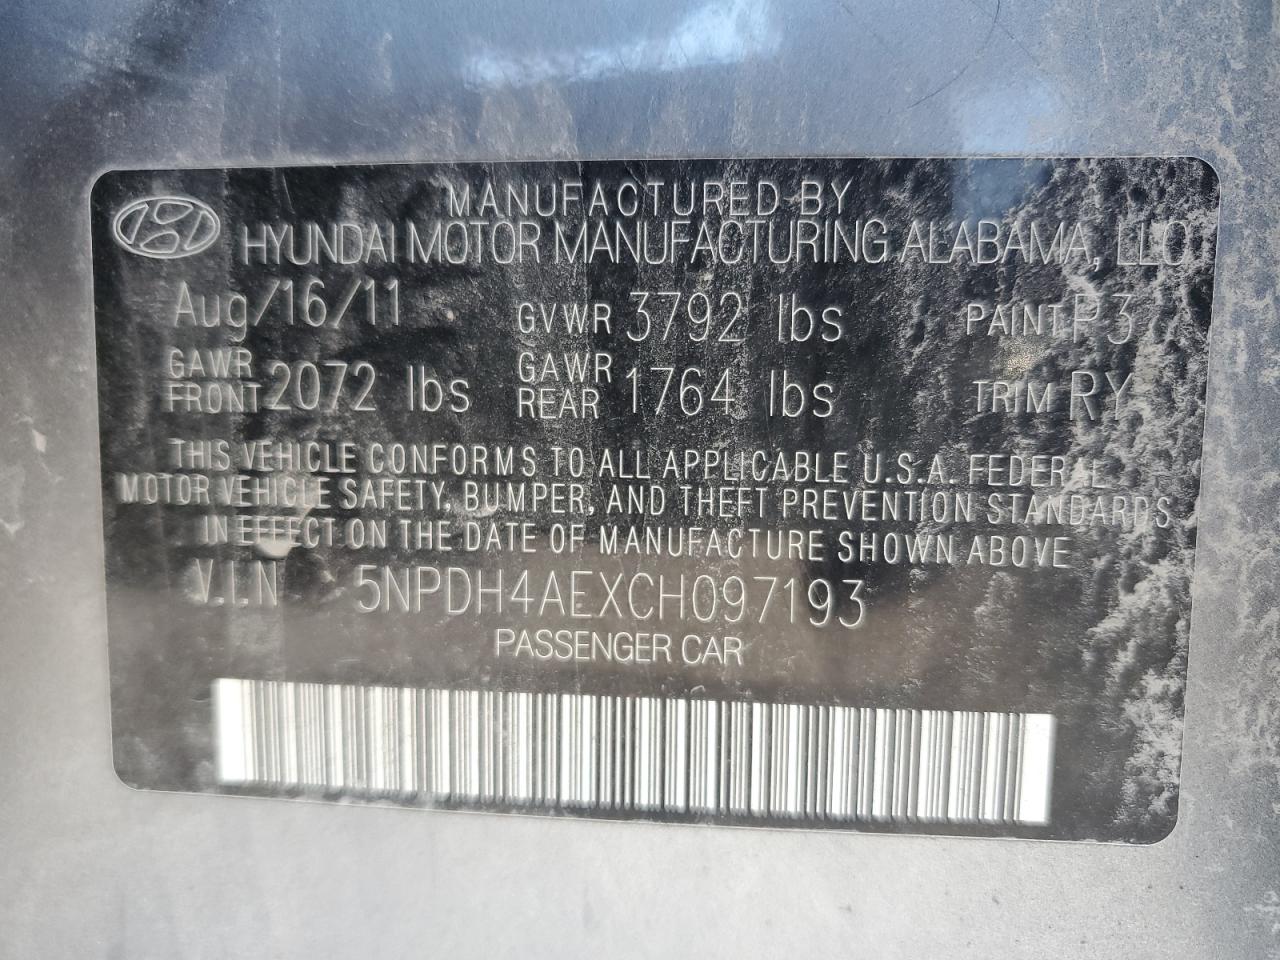 MANUFACTURED BY
HYUNDAI MOTOR MANUFACTURING ALABAMA, LLC
Aug/16/11 GVWR 3792 lbs PAINT P3
GAWR FRONT 2072 lbs GAWR REAR 1764 lbs TRIM RY
THIS VEHICLE CONFORMS TO ALL APPLICABLE U.S.A. FEDERAL
MOTOR VEHICLE SAFETY, BUMPER, AND THEFT PREVENTION STANDARDS
IN EFFECT ON THE DATE OF MANUFACTURE SHOWN ABOVE
V.I.N 5NPDH4AEXCH097193
PASSENGER CAR